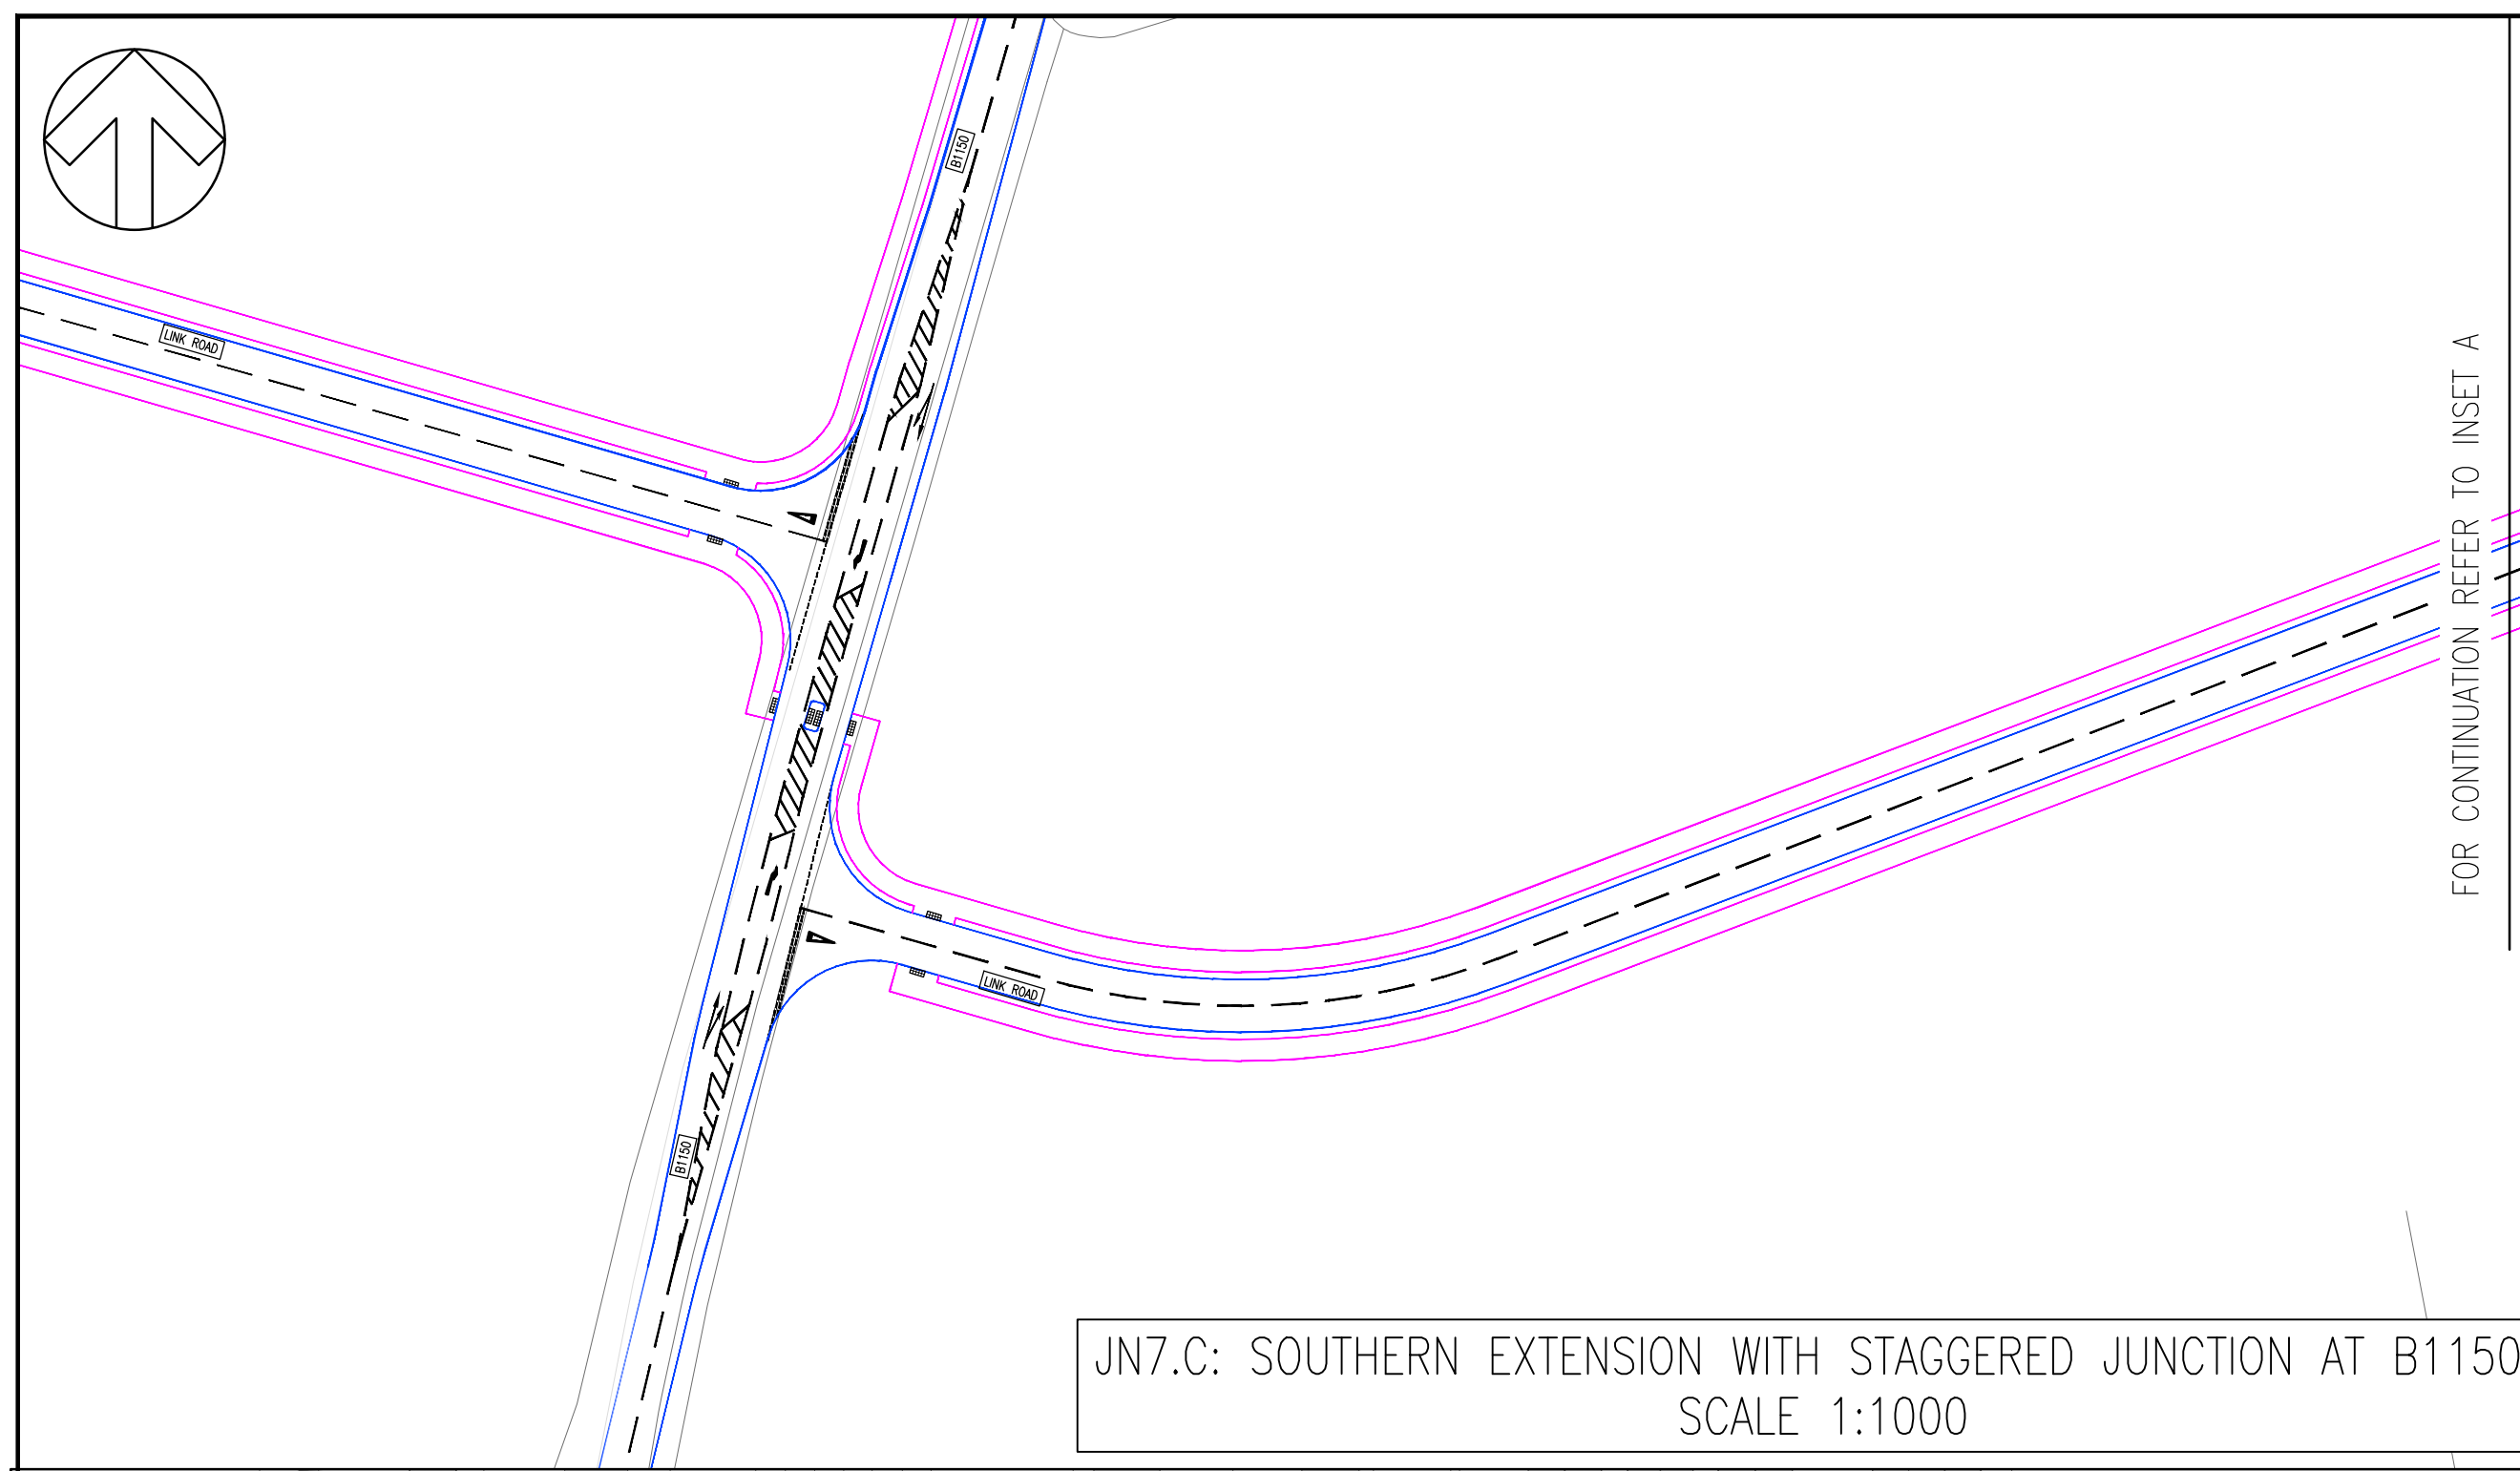 B1150
LINK ROAD
FOR CONTINUATION REFER TO INSET A
LINK ROAD
B1150
JN7.C: SOUTHERN EXTENSION WITH STAGGERED JUNCTION AT B1150
SCALE 1:1000